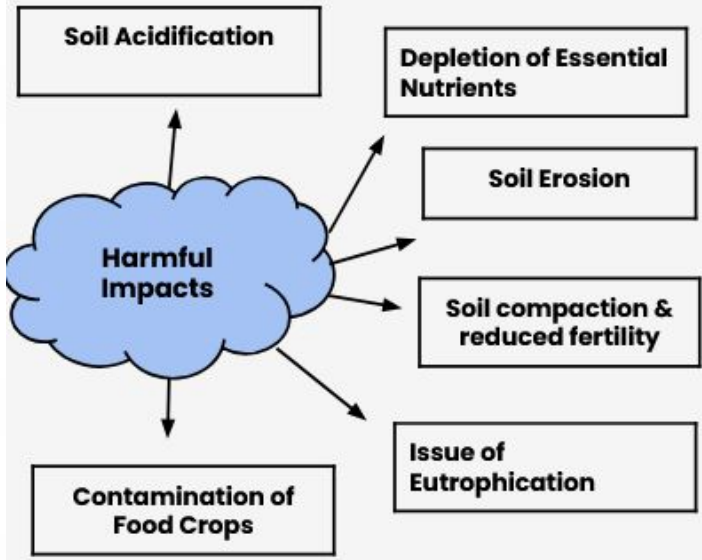 Soil Acidification
Depletion of Essential
Nutrients
Soil Erosion
Harmful
Impacts
Soil compaction &
reduced fertility
Issue of
Eutrophication
Contamination of
Food Crops